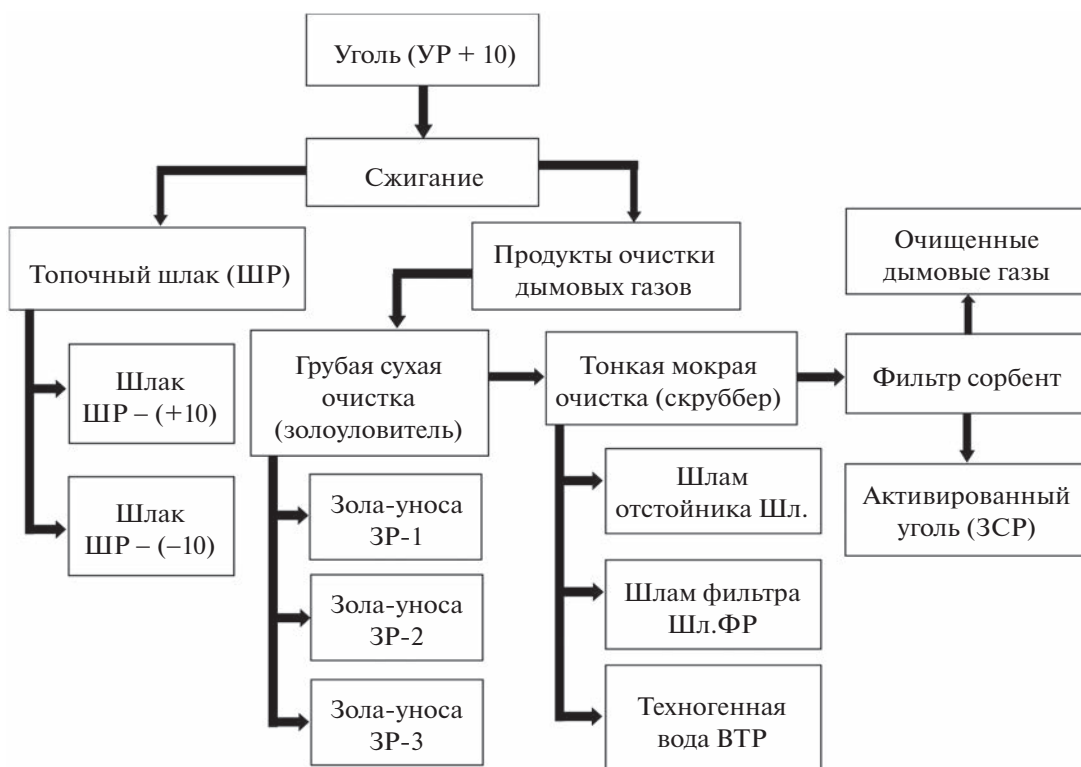 Уголь (УР + 10)
Сжигание
Топочный шлак (ШР)
Продукты очистки
дымовых газов
Очищенные
дымовые газы
Шлак
ШР – (+10)
Грубая сухая
очистка
(золоуловитель)
Тонкая мокрая
очистка (скруббер)
Фильтр сорбент
Шлак
ШР – (–10)
Зола-уноса
ЗР-1
Шлам
отстойника Шл.
Активированный
уголь (ЗСР)
Зола-уноса
ЗР-2
Шлам фильтра
Шл.ФР
Зола-уноса
ЗР-3
Техногенная
вода ВТР